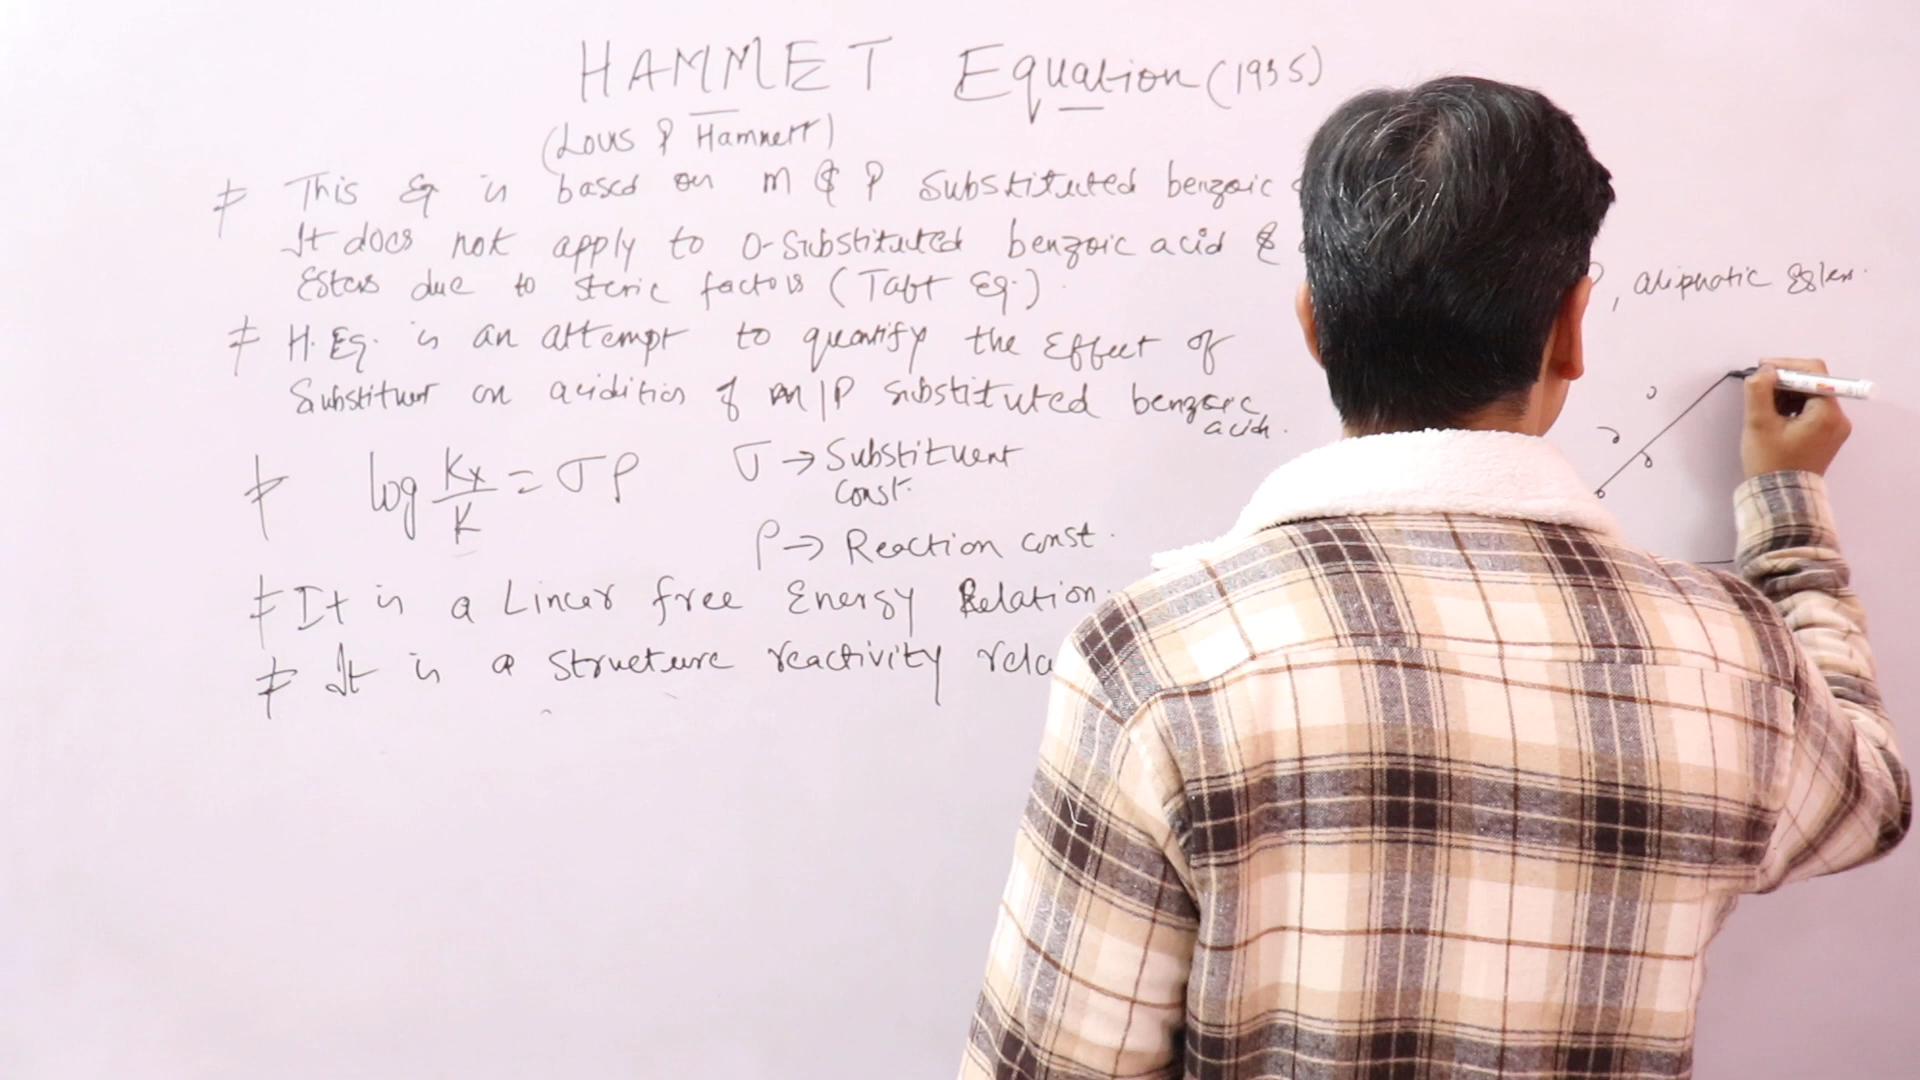 HAMMET Equation (1935)
(Lous P Hammett)
≠ This Eq is based on m & P substituted benzoic
It does not apply to O-Substituted benzoic acid &
Esters due to steric factors (Taft Eq.).
, aliphatic Esters.
≠ H. Eq. is an attempt to quantify the Effect of
Substituent on acidities of m/P substituted benzoic
acid.
≠ log Kx/K = σρ
σ → Substituent
const.
ρ → Reaction const.
≠ It is a Linear free Energy Relation.
≠ It is a structure reactivity rela